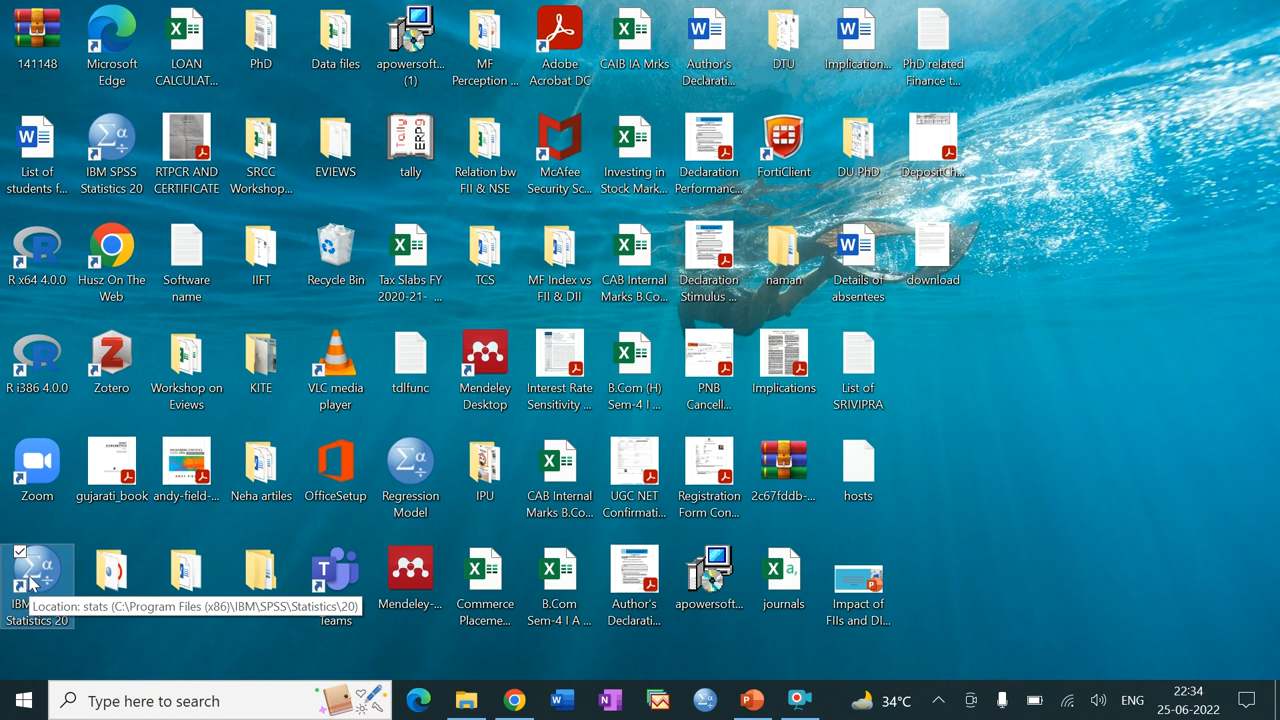 141148
Microsoft
Edge
LOAN
CALCULAT...
PhD
Data files
apowersoft...
(1)
MF
Perception ...
Adobe
Acrobat DC
CAIB IA Mrks
Author's
Declarati...
DTU
Implication...
PhD related
Finance t...
List of
students f...
IBM SPSS
Statistics 20
RTPCR AND
CERTIFICATE
SRCC
Workshop...
EVIEWS
Tally
ERP9
tally
Relation bw
FII & NSE
McAfee
Security Sc...
Investing in
Stock Mark...
Declaration
Performanc...
FortiClient
DU PhD
DepositCh...
R x64 4.0.0
Husz On The
Web
Software
name
IIFT
Recycle Bin
Tax Slabs FY
2020-21- ...
TCS
MF Index vs
FII & DII
CAB Internal
Marks B.Co...
Declaration
Stimulus ...
naman
Details of
absentees
download
R i386 4.0.0
Zotero
Workshop on
Eviews
KITE
VLC media
player
tdlfunc
Mendeley
Desktop
Interest Rate
Sensitivity ...
B.Com (H)
Sem-4 I ...
PNB
Cancell...
Implications
List of
SRIVIPRA
Zoom
gujarati_book
andy-field-...
Neha artiles
OfficeSetup
Regression
Model
IPU
CAB Internal
Marks B.Co...
UGC NET
Confirmati...
Registration
Form Con...
2c67fddb-...
hosts
Statistics 20
Location: stats (C:\Program Files (x86)\IBM\SPSS\Statistics\20)
Teams
Mendeley-...
Commerce
Placeme...
B.Com
Sem-4 I A ...
Author's
Declarati...
apowersoft...
journals
Impact of
FIIs and DI...
Type here to search
34°C
ENG
22:34
25-06-2022